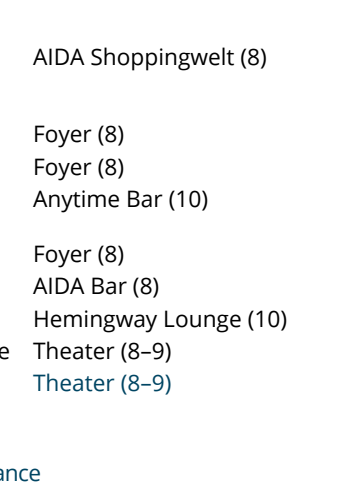 AIDA Shoppingwelt (8)
Foyer (8)
Foyer (8)
Anytime Bar (10)
Foyer (8)
AIDA Bar (8)
Hemingway Lounge (10)
Theater (8–9)
Theater (8–9)